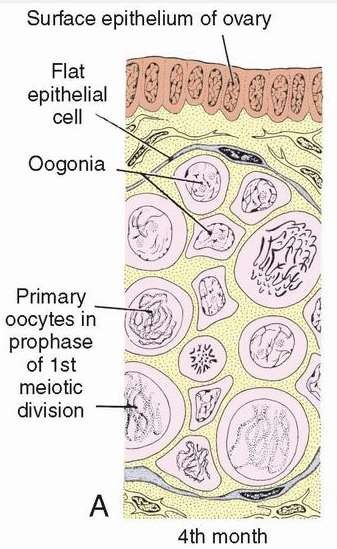 Surface epithelium of ovary
Flat
epithelial
cell
Oogonia
Primary
oocytes in
prophase
of 1st
meiotic
division
A
4th month